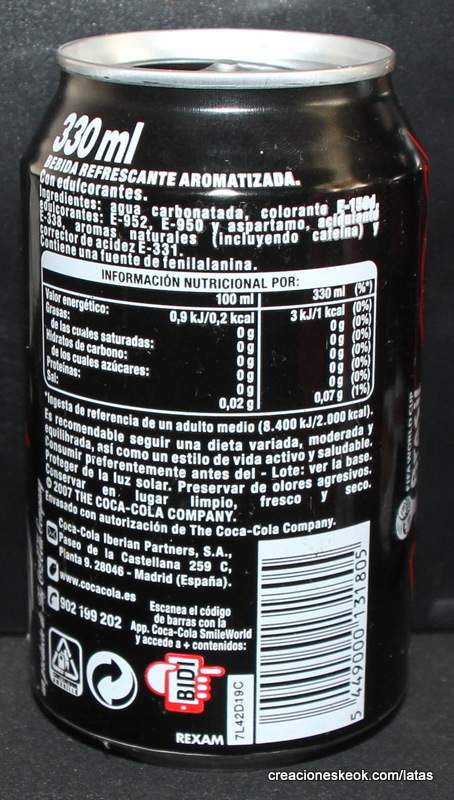 330 ml
BEBIDA REFRESCANTE AROMATIZADA.
Con edulcorantes.
Ingredientes: agua carbonatada, colorante E-150d,
edulcorantes: E-952, E-950 y aspartamo, acidulante
E-338, aromas naturales (incluyendo cafeína) y
corrector de acidez E-331.
Contiene una fuente de fenilalanina.
INFORMACIÓN NUTRICIONAL POR:
100 ml 330 ml (%*)
Valor energético: 0,9 kJ/0,2 kcal 3 kJ/1 kcal (0%)
Grasas: 0 g 0 g (0%)
de las cuales saturadas: 0 g 0 g (0%)
Hidratos de carbono: 0 g 0 g (0%)
de los cuales azúcares: 0 g 0 g (0%)
Proteínas: 0 g 0 g (0%)
Sal: 0,02 g 0,07 g (1%)
*Ingesta de referencia de un adulto medio (8.400 kJ/2.000 kcal).
Es recomendable seguir una dieta variada, moderada y
equilibrada, así como un estilo de vida activo y saludable.
Consumir preferentemente antes del - Lote: ver la base.
Proteger de la luz solar. Preservar de olores agresivos.
Conservar en lugar limpio, fresco y seco.
© 2007 THE COCA-COLA COMPANY.
Envasado con autorización de The Coca-Cola Company.
Coca-Cola Iberian Partners, S.A.,
Paseo de la Castellana 259 C,
Planta 9. 28046 - Madrid (España).
www.cocacola.es
902 199 202
Escanea el código
de barras con la
App. Coca-Cola SmileWorld
y accede a + contenidos:
BIDI
REXAM
7L42D19C
5 449000 131805
FIFA WORLD CUP
creacioneskeok.com/latas